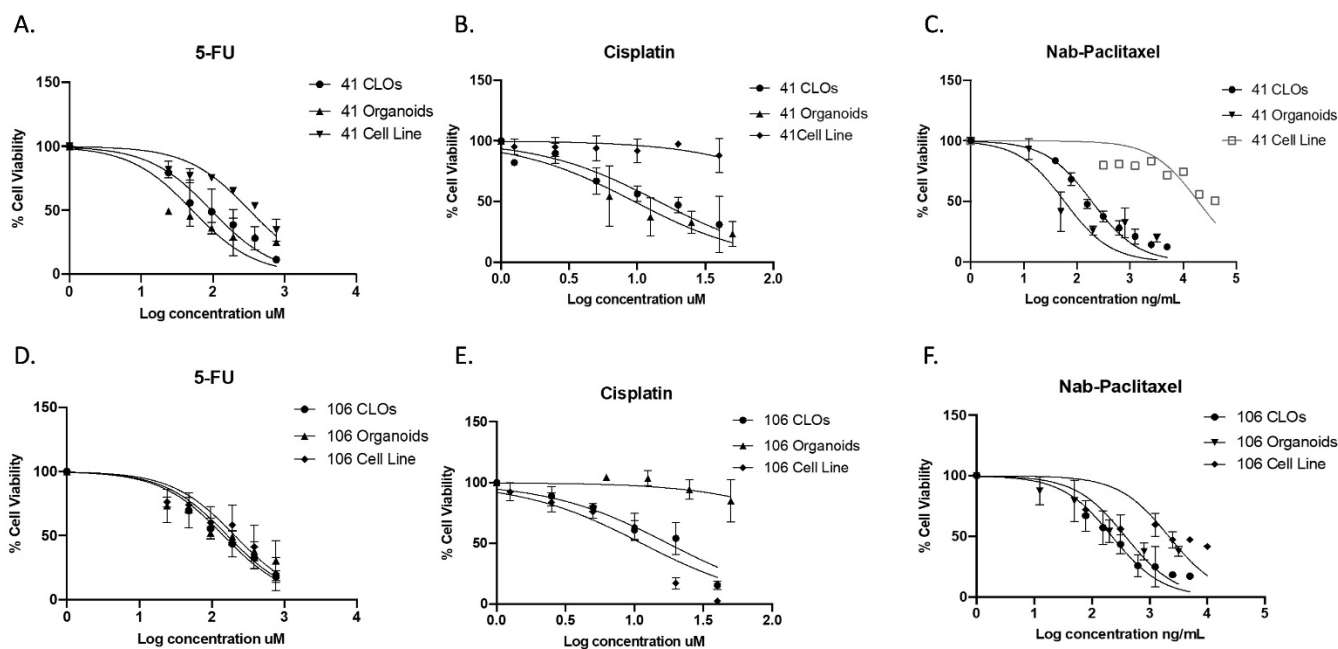 A.
5-FU
150
100
50
0
% Cell Viability
0 1 2 3 4
Log concentration uM
41 CLOs
41 Organoids
41 Cell Line
B.
Cisplatin
150
100
50
0
% Cell Viability
0.0 0.5 1.0 1.5 2.0
Log concentration uM
41 CLOs
41 Organoids
41Cell Line
C.
Nab-Paclitaxel
150
100
50
0
% Cell Viability
0 1 2 3 4 5
Log concentration ng/mL
41 CLOs
41 Organoids
41 Cell Line
D.
5-FU
150
100
50
0
% Cell Viability
0 1 2 3 4
Log concentration uM
106 CLOs
106 Organoids
106 Cell Line
E.
Cisplatin
150
100
50
0
% Cell Viability
0.0 0.5 1.0 1.5 2.0
Log concentration uM
106 CLOs
106 Organoids
106 Cell Line
F.
Nab-Paclitaxel
150
100
50
0
% Cell Viability
0 1 2 3 4 5
Log concentration ng/mL
106 CLOs
106 Organoids
106 Cell Line